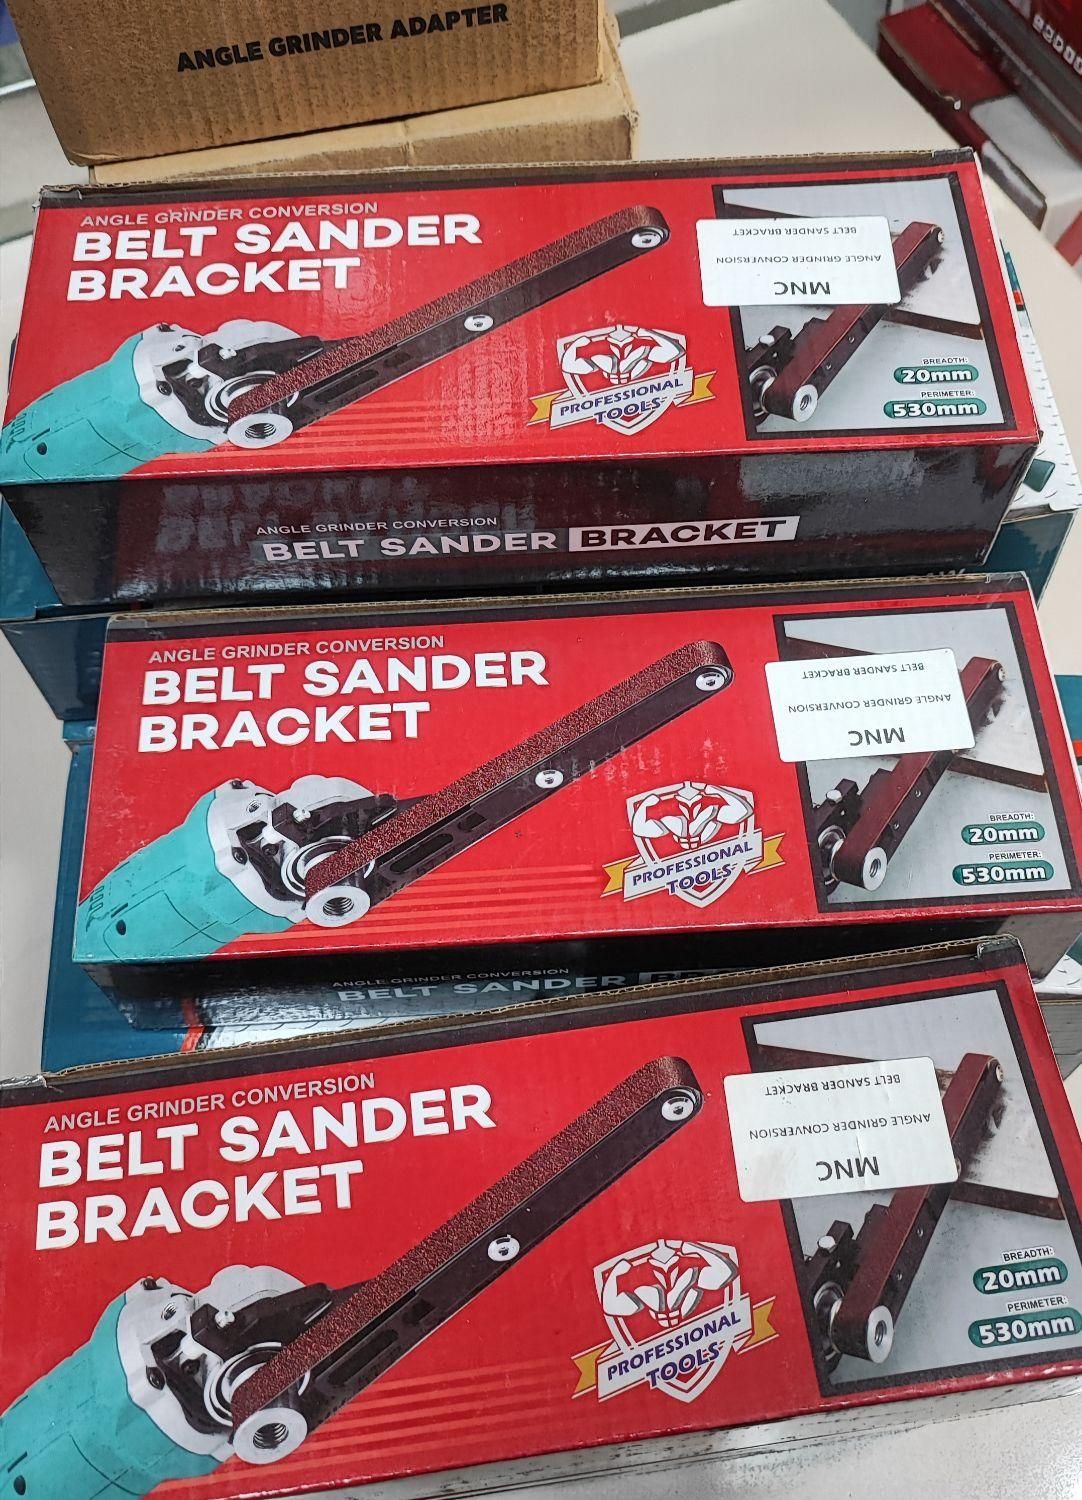 ANGLE GRINDER ADAPTER
ANGLE GRINDER CONVERSION
BELT SANDER
BRACKET
MNC
ANGLE GRINDER CONVERSION
BELT SANDER BRACKET
BREADTH:
20mm
PERIMETER:
530mm
PROFESSIONAL
TOOLS
ANGLE GRINDER CONVERSION
BELT SANDER BRACKET
ANGLE GRINDER CONVERSION
BELT SANDER
BRACKET
MNC
ANGLE GRINDER CONVERSION
BELT SANDER BRACKET
BREADTH:
20mm
PERIMETER:
530mm
PROFESSIONAL
TOOLS
ANGLE GRINDER CONVERSION
BELT SANDER
ANGLE GRINDER CONVERSION
BELT SANDER
BRACKET
MNC
ANGLE GRINDER CONVERSION
BELT SANDER BRACKET
BREADTH:
20mm
PERIMETER:
530mm
PROFESSIONAL
TOOLS